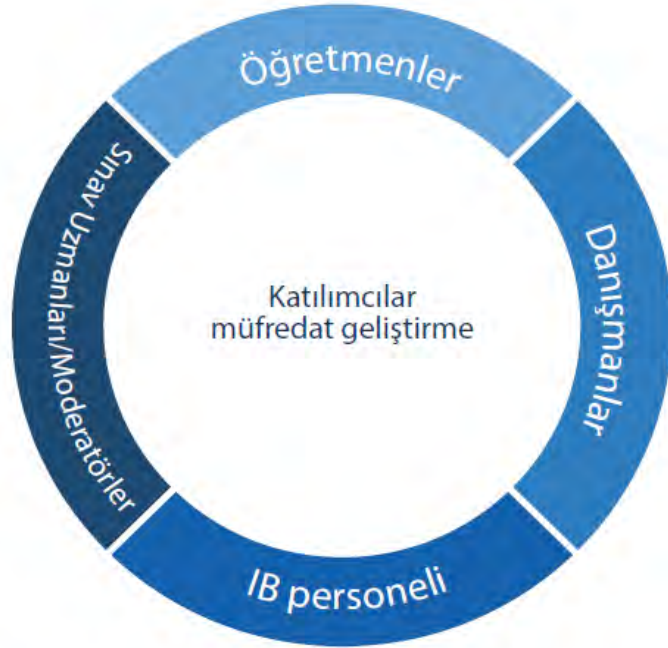 Öğretmenler
Danışmanlar
IB personeli
Sınav Uzmanları/Moderatörler
Katılımcılar
müfredat geliştirme